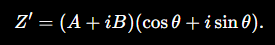 Z′ = (A + iB)(cos θ + i sin θ).